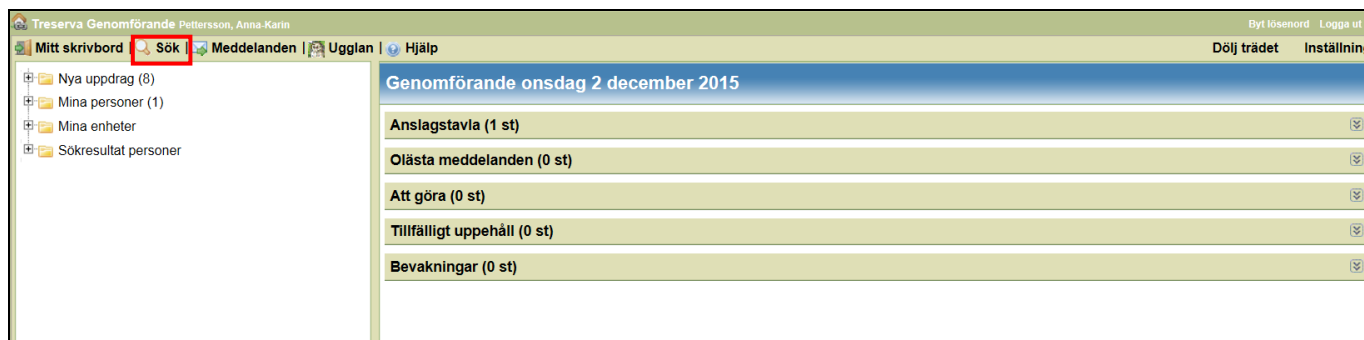 Treserva Genomförande Pettersson, Anna-Karin
Byt lösenord Logga ut
Mitt skrivbord | Sök | Meddelanden | Ugglan | Hjälp
Dölj trädet Inställnin
Nya uppdrag (8)
Mina personer (1)
Mina enheter
Sökresultat personer
Genomförande onsdag 2 december 2015
Anslagstavla (1 st)
Olästa meddelanden (0 st)
Att göra (0 st)
Tillfälligt uppehåll (0 st)
Bevakningar (0 st)